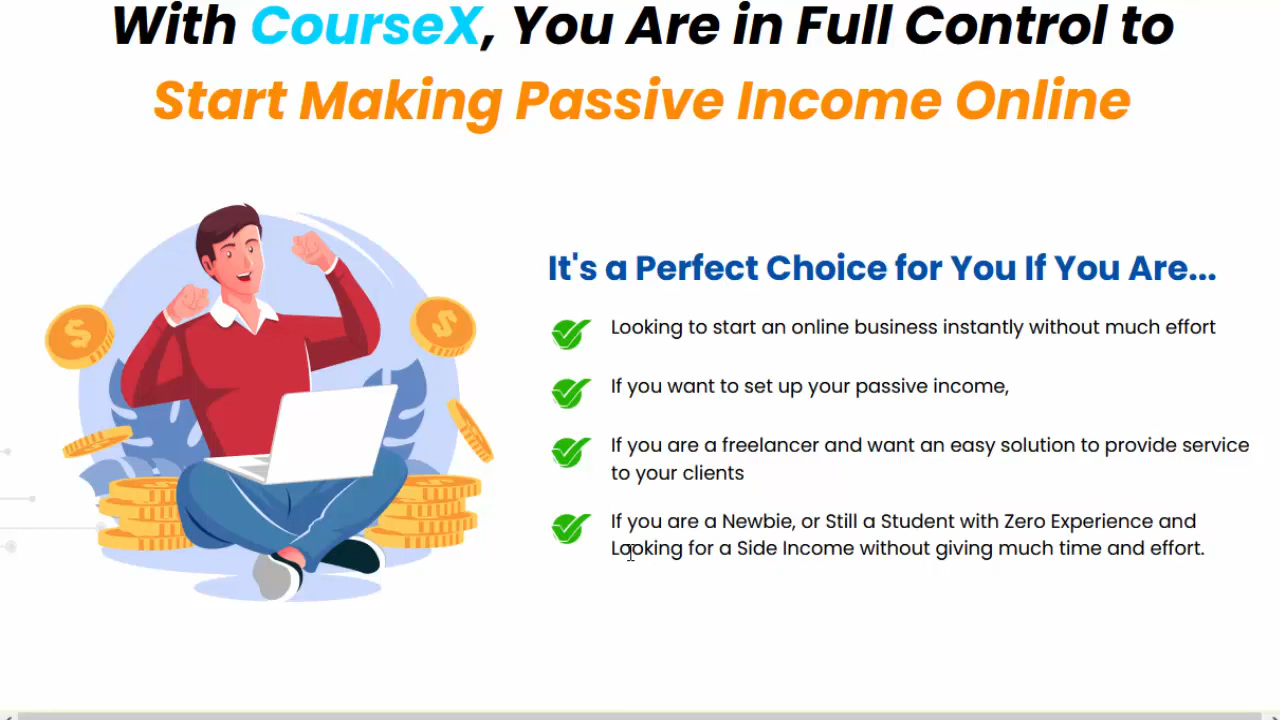 With CourseX, You Are in Full Control to
Start Making Passive Income Online
It's a Perfect Choice for You If You Are...
Looking to start an online business instantly without much effort
If you want to set up your passive income,
If you are a freelancer and want an easy solution to provide service
to your clients
If you are a Newbie, or Still a Student with Zero Experience and
Looking for a Side Income without giving much time and effort.